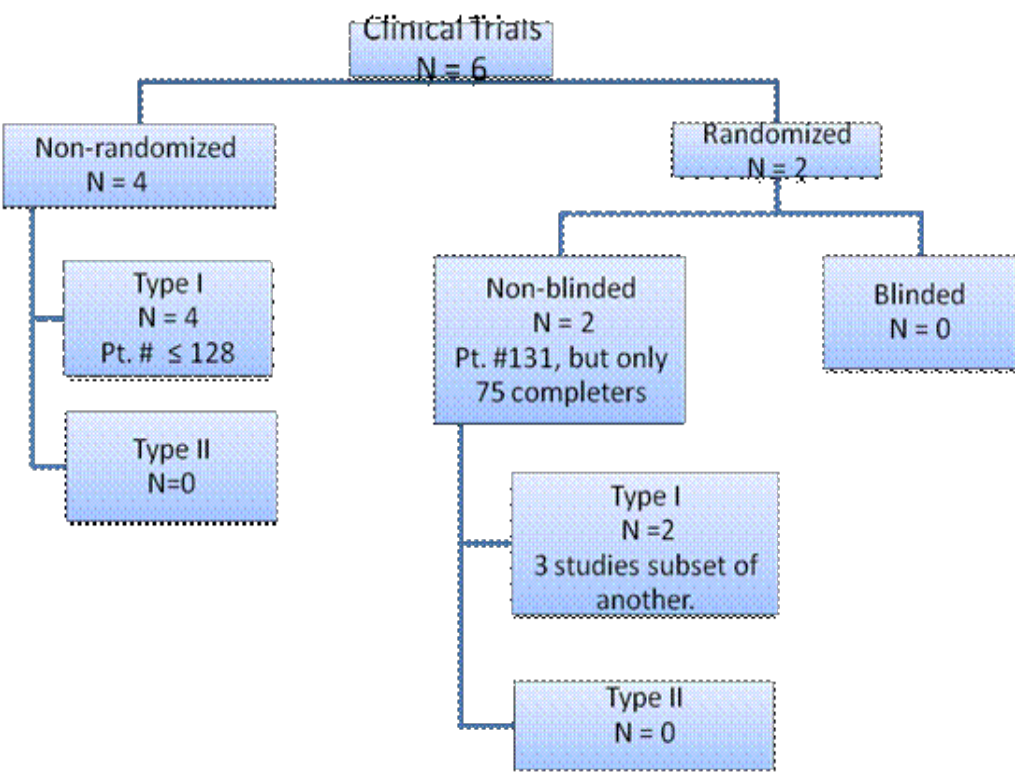 Clinical Trials
N = 6
Non-randomized
N = 4
Type I
N = 4
Pt. # ≤ 128
Type II
N=0
Randomized
N = 2
Non-blinded
N = 2
Pt. #131, but only
75 completers
Type I
N =2
3 studies subset of
another.
Type II
N = 0
Blinded
N = 0